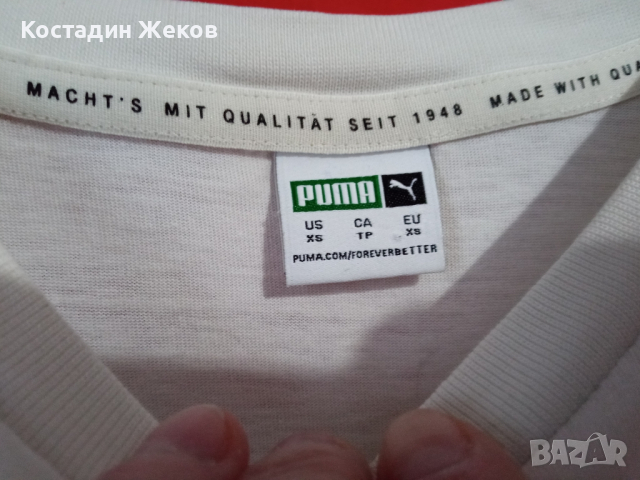 Костадин Жеков
MACHT'S MIT QUALITÄT SEIT 1948 MADE WITH QUA
PUMA
US CA EU
XS TP XS
PUMA.COM/FOREVERBETTER
BAZAR